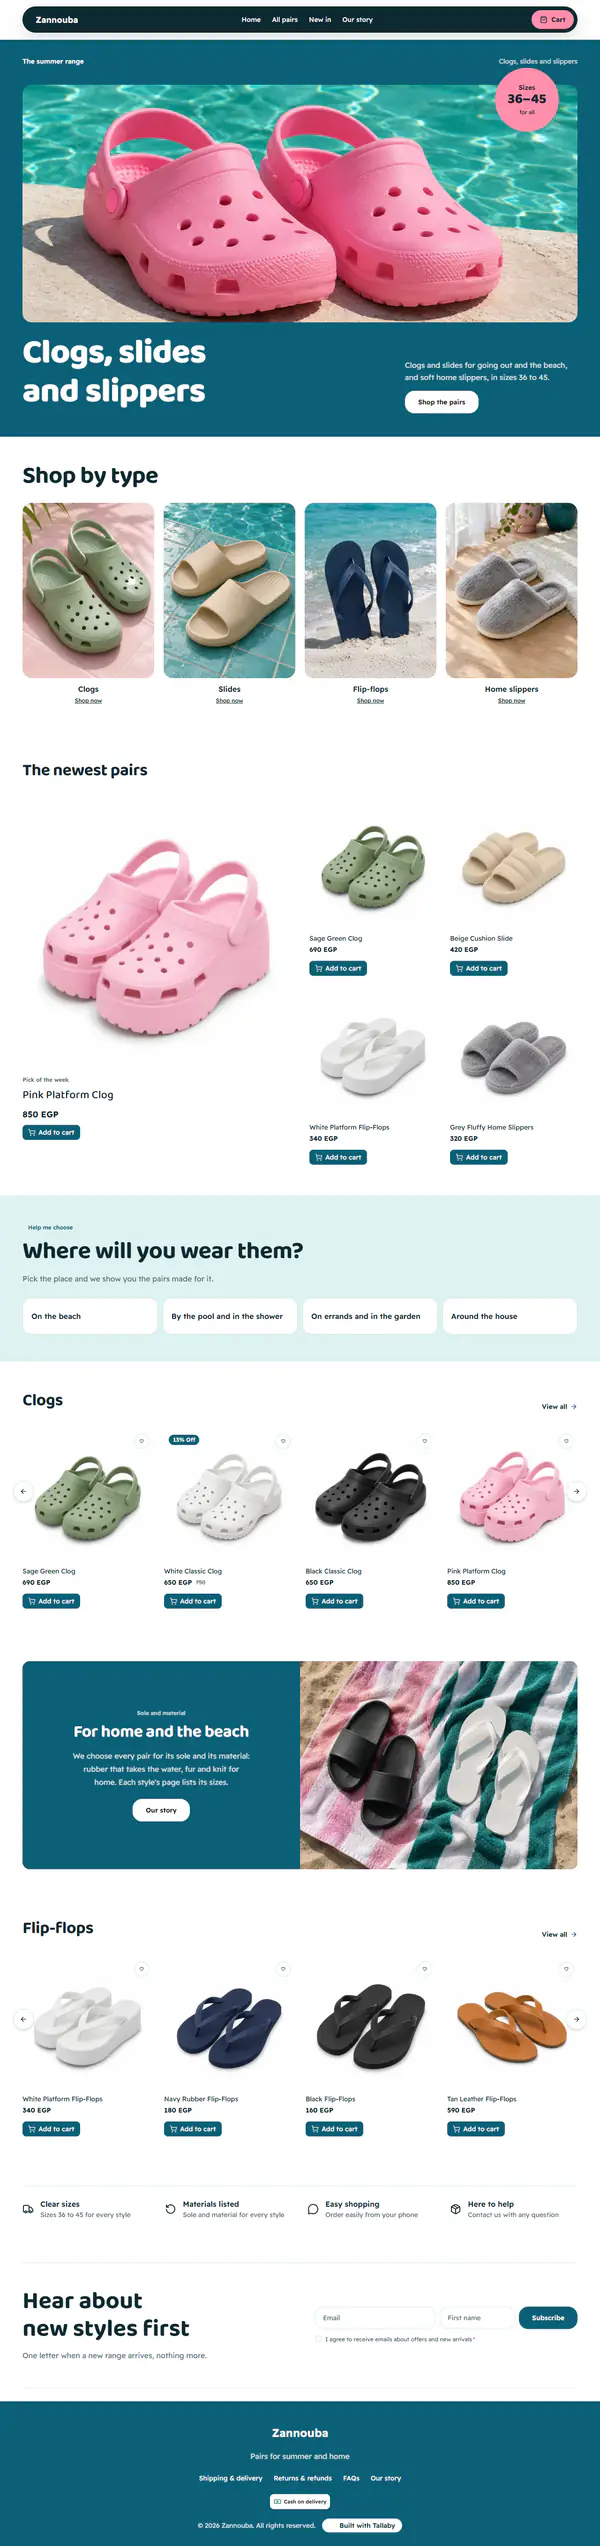 Zannouba
Home
All pairs
New in
Our story
Cart
The summer range
Clogs, slides and slippers
Sizes
36–45
for all
Clogs, slides
and slippers
Clogs and slides for going out and the beach,
and soft home slippers, in sizes 36 to 45.
Shop the pairs
Shop by type
Clogs
Shop now
Slides
Shop now
Flip-flops
Shop now
Home slippers
Shop now
The newest pairs
Pick of the week
Pink Platform Clog
850 EGP
Add to cart
Sage Green Clog
690 EGP
Add to cart
Beige Cushion Slide
420 EGP
Add to cart
White Platform Flip-Flops
340 EGP
Add to cart
Grey Fluffy Home Slippers
320 EGP
Add to cart
Help me choose
Where will you wear them?
Pick the place and we show you the pairs made for it.
On the beach
By the pool and in the shower
On errands and in the garden
Around the house
Clogs
View all →
Sage Green Clog
690 EGP
Add to cart
13% Off
White Classic Clog
650 EGP 750
Add to cart
Black Classic Clog
650 EGP
Add to cart
Pink Platform Clog
850 EGP
Add to cart
Sole and material
For home and the beach
We choose every pair for its sole and its material:
rubber that takes the water, fur and knit for
home. Each style's page lists its sizes.
Our story
Flip-flops
View all →
White Platform Flip-Flops
340 EGP
Add to cart
Navy Rubber Flip-Flops
180 EGP
Add to cart
Black Flip-Flops
160 EGP
Add to cart
Tan Leather Flip-Flops
590 EGP
Add to cart
Clear sizes
Sizes 36 to 45 for every style
Materials listed
Sole and material for every style
Easy shopping
Order easily from your phone
Here to help
Contact us with any question
Hear about
new styles first
One letter when a new range arrives, nothing more.
Email
First name
Subscribe
I agree to receive emails about offers and new arrivals *
Zannouba
Pairs for summer and home
Shipping & delivery
Returns & refunds
FAQs
Our story
Cash on delivery
© 2026 Zannouba. All rights reserved.
Built with Tallaby